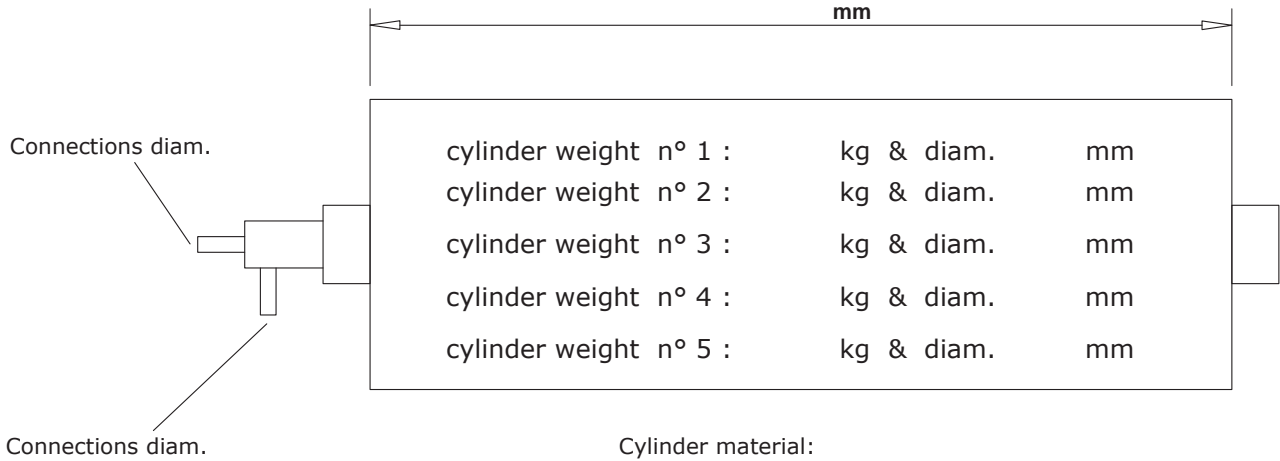 mm
Connections diam.
cylinder weight n° 1 : kg & diam. mm
cylinder weight n° 2 : kg & diam. mm
cylinder weight n° 3 : kg & diam. mm
cylinder weight n° 4 : kg & diam. mm
cylinder weight n° 5 : kg & diam. mm
Connections diam.
Cylinder material: